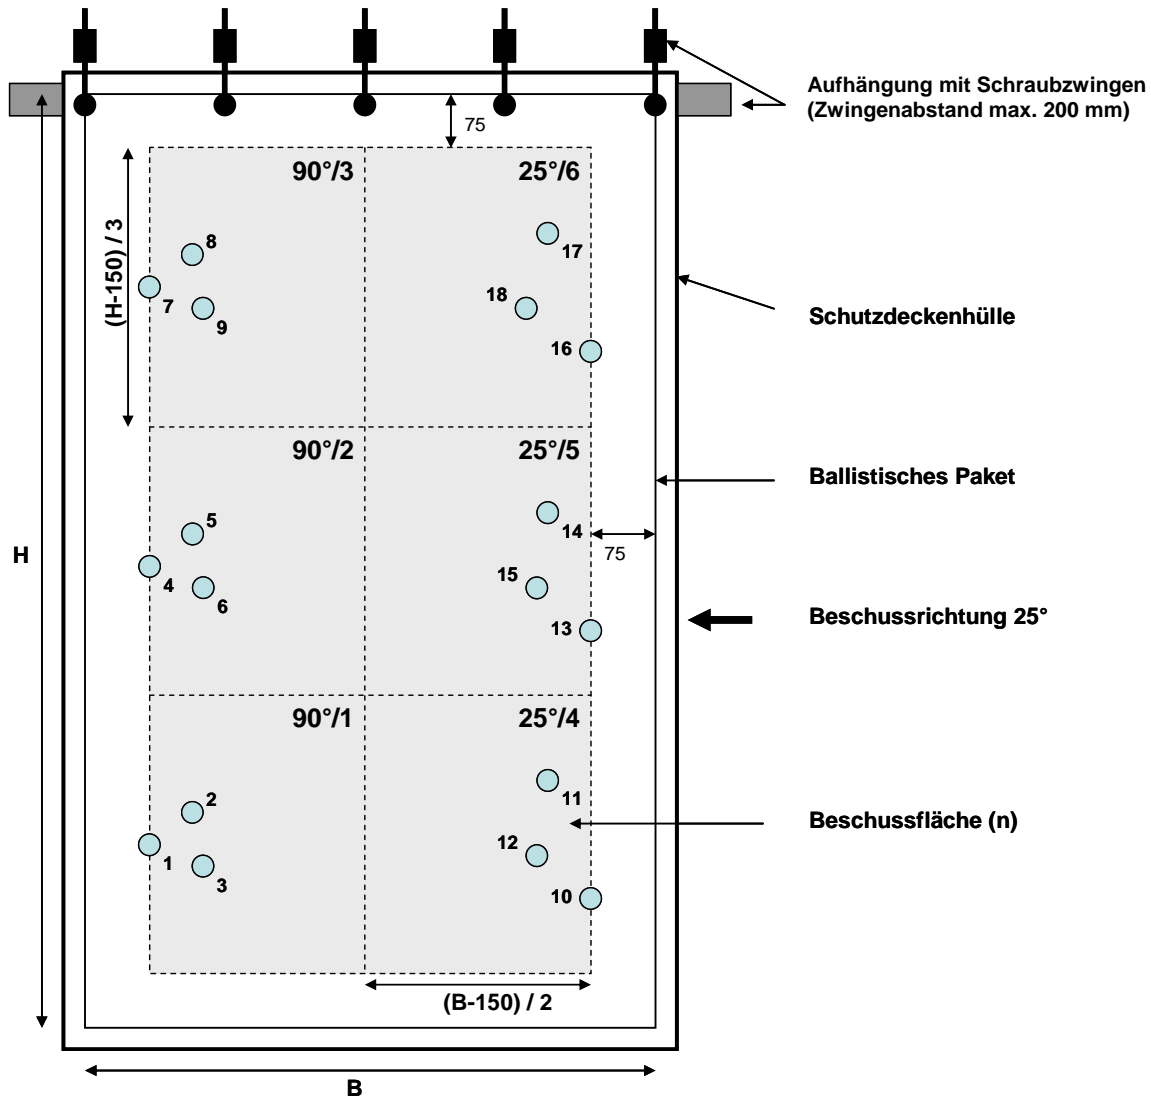 Aufhängung mit Schraubzwingen
(Zwingenabstand max. 200 mm)
75
90°/3
25°/6
(H-150) / 3
8
17
7
18
9
16
Schutzdeckenhülle
90°/2
25°/5
Ballistisches Paket
5
14
H
75
4
15
6
13
Beschussrichtung 25°
90°/1
25°/4
2
11
Beschussfläche (n)
1
12
3
10
(B-150) / 2
B